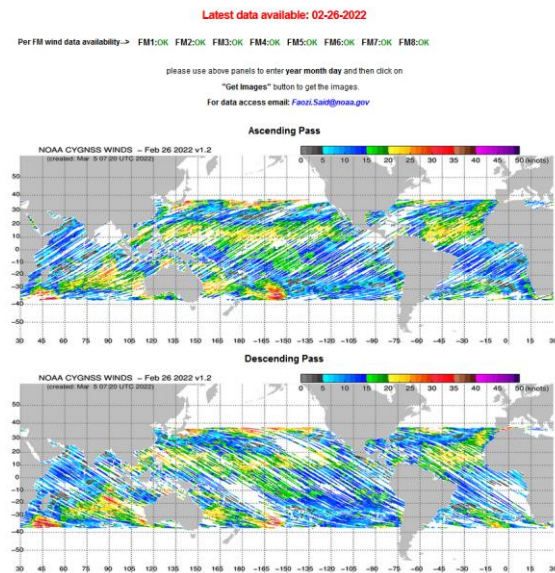 Latest data available: 02-26-2022
Per FM wind data availability--> FM1:OK FM2:OK FM3:OK FM4:OK FM5:OK FM6:OK FM7:OK FM8:OK
please use above panels to enter year month day and then click on
"Get Images" button to get the images.
For data access email: Faozi.Said@noaa.gov
Ascending Pass
NOAA CYGNSS WINDS – Feb 26 2022 v1.2
(created: Mar 5 07:20 UTC 2022)
0 5 10 15 20 25 30 35 40 45 50 (knots)
50
40
30
20
10
0
−10
−20
−30
−40
−50
30 45 60 75 90 105 120 135 150 165 180 −165 −150 −135 −120 −105 −90 −75 −60 −45 −30 −15 0 15 30
Descending Pass
NOAA CYGNSS WINDS – Feb 26 2022 v1.2
(created: Mar 5 07:20 UTC 2022)
0 5 10 15 20 25 30 35 40 45 50 (knots)
50
40
30
20
10
0
−10
−20
−30
−40
−50
30 45 60 75 90 105 120 135 150 165 180 −165 −150 −135 −120 −105 −90 −75 −60 −45 −30 −15 0 15 30